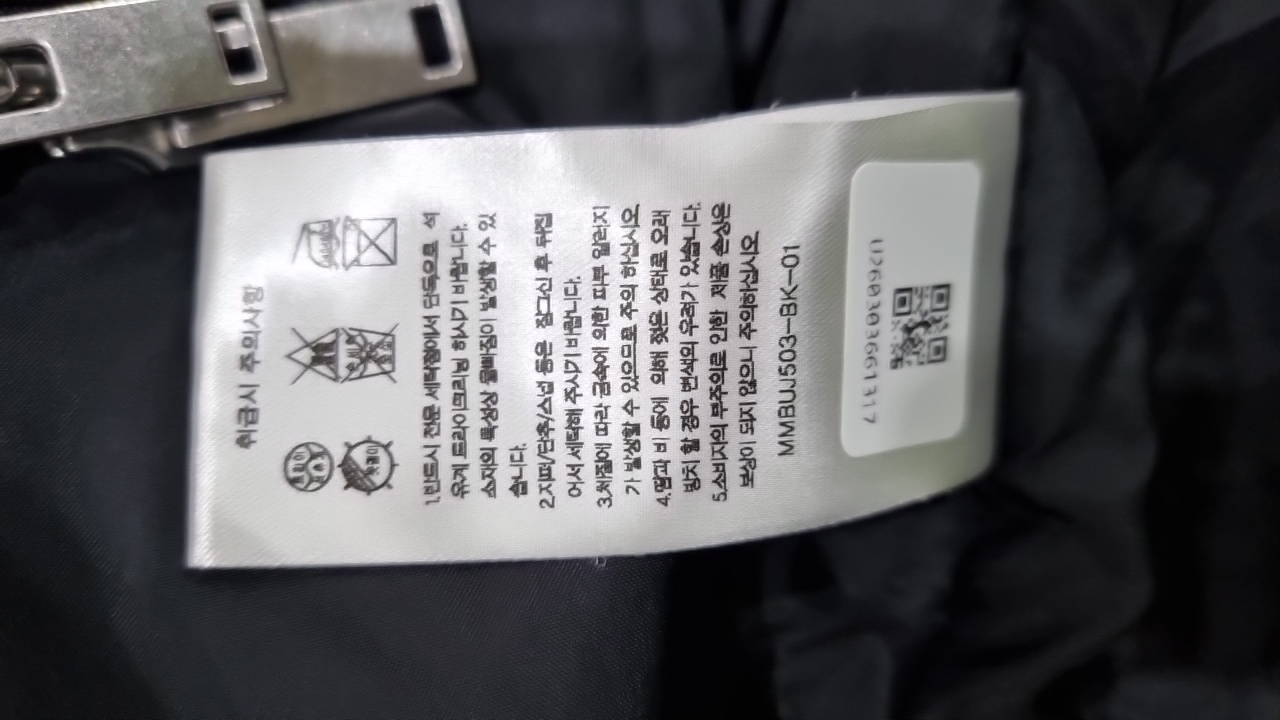 취급시 주의사항
1.반드시 전문 세탁점에서 단독으로 석
유계 드라이크리닝 하시기 바랍니다.
소재의 특성상 물빠짐이 발생할 수 있
습니다.
2.지퍼/단추/스냅 등은 잠그신 후 뒤집
어서 세탁해 주시기 바랍니다.
3.체질에 따라 금속에 의한 피부 알러지
가 발생할 수 있으므로 주의 하십시오
4.땀과 비 등에 의해 젖은 상태로 오래
방치 할 경우 변색의 우려가 있습니다.
5.소비자의 부주의로 인한 제품 손상은
보상이 되지 않으니 주의하십시오
MMBUJ503-BK-01
U260303661317